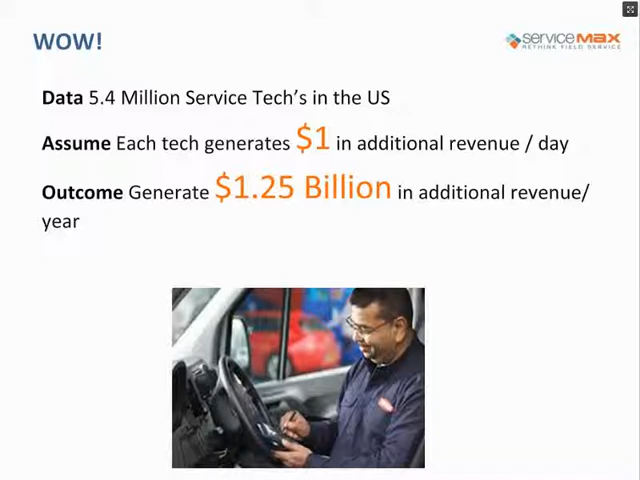 WOW!
serviceMAX
RETHINK FIELD SERVICE
Data 5.4 Million Service Tech’s in the US
Assume Each tech generates $1 in additional revenue / day
Outcome Generate $1.25 Billion in additional revenue/
year